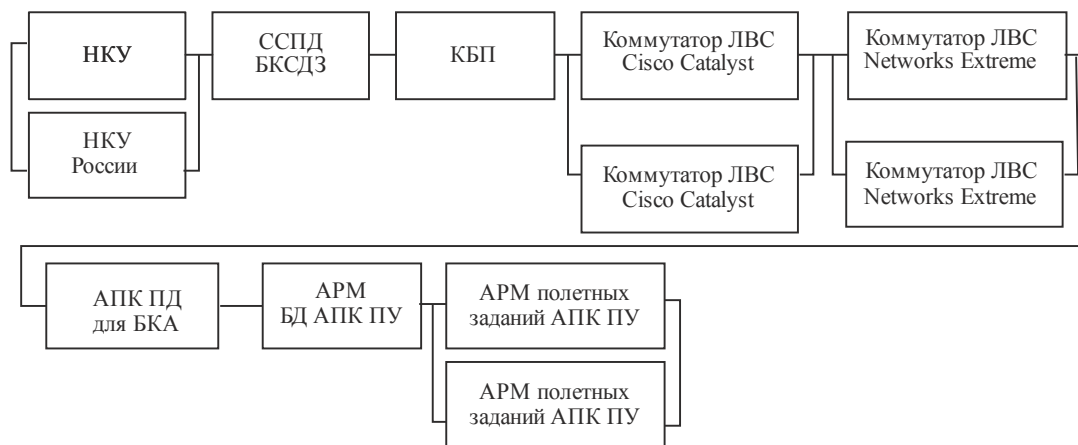 НКУ
ССПД
БКСДЗ
КБП
Коммутатор ЛВС
Cisco Catalyst
Коммутатор ЛВС
Networks Extreme
НКУ
России
Коммутатор ЛВС
Cisco Catalyst
Коммутатор ЛВС
Networks Extreme
АПК ПД
для БКА
АРМ
БД АПК ПУ
АРМ полетных
заданий АПК ПУ
АРМ полетных
заданий АПК ПУ